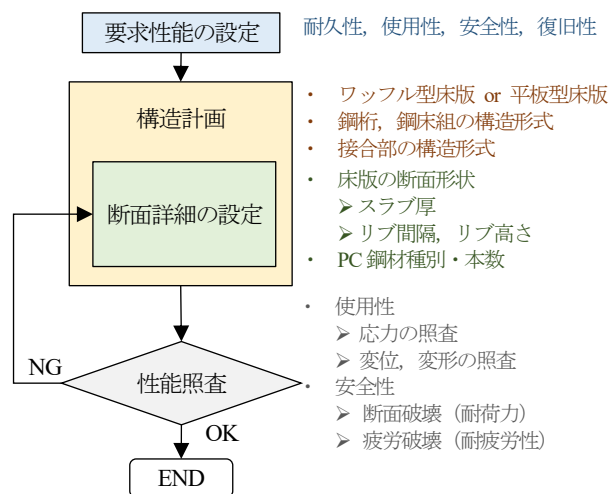 要求性能の設定
耐久性，使用性，安全性，復旧性
構造計画
・ ワッフル型床版 or 平板型床版
・ 鋼桁，鋼床組の構造形式
・ 接合部の構造形式
断面詳細の設定
・ 床版の断面形状
➢ スラブ厚
➢ リブ間隔，リブ高さ
・ PC 鋼材種別・本数
・ 使用性
➢ 応力の照査
➢ 変位，変形の照査
NG
性能照査
・ 安全性
➢ 断面破壊（耐荷力）
➢ 疲労破壊（耐疲労性）
OK
END